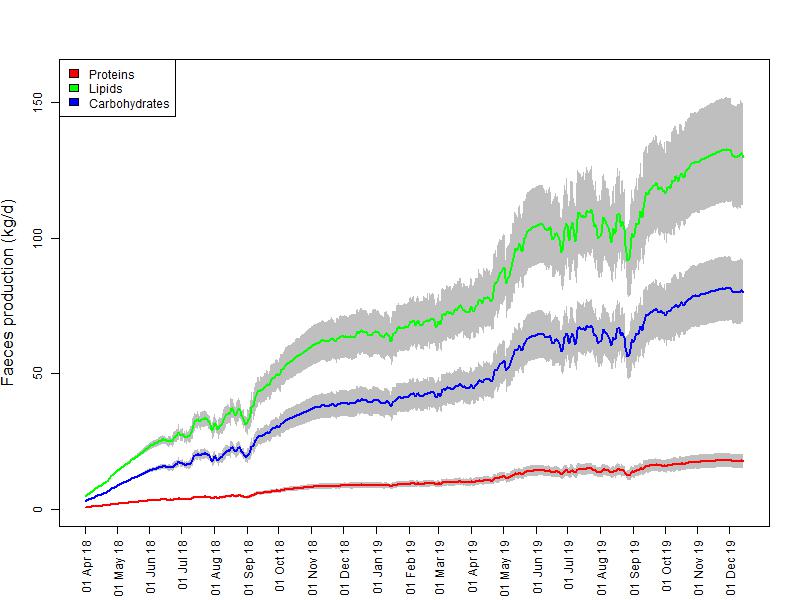 Proteins
Lipids
Carbohydrates
Faeces production (kg/d)
150
100
50
0
01 Apr 18
01 May 18
01 Jun 18
01 Jul 18
01 Aug 18
01 Sep 18
01 Oct 18
01 Nov 18
01 Dec 18
01 Jan 19
01 Feb 19
01 Mar 19
01 Apr 19
01 May 19
01 Jun 19
01 Jul 19
01 Aug 19
01 Sep 19
01 Oct 19
01 Nov 19
01 Dec 19